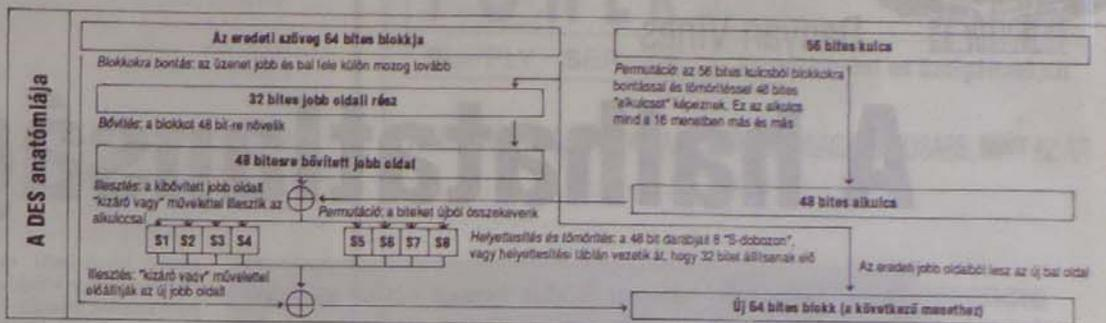 A DES anatómiája
Az eredeti szöveg 64 bites blokkja
Blokkokra bontás: az üzenet jobb és bal fele külön mozog tovább
32 bites jobb oldali rész
Bővítés: a blokkot 48 bit-re növelik
48 bitesre bővített jobb oldal
Illesztés: a kibővített jobb oldalt
"kizáró vagy" művelettel illesztik az
alkulccsal
56 bites kulcs
Permutáció: az 56 bites kulcsból blokkokra
bontással és tömörítéssel 48 bites
"alkulcsot" képeznek. Ez az alkulcs
mind a 16 menetben más és más
48 bites alkulcs
Permutáció: a biteket újból összekeverik
S1 S2 S3 S4
S5 S6 S7 S8
Helyettesítés és tömörítés: a 48 bit darabjait 8 "S-dobozon",
vagy helyettesítési táblán vezetik át, hogy 32 bitet állítsanak elő
Illesztés: "kizáró vagy" művelettel
előállítják az új jobb oldalt
Az eredeti jobb oldalból lesz az új bal oldal
Új 64 bites blokk (a következő menethez)